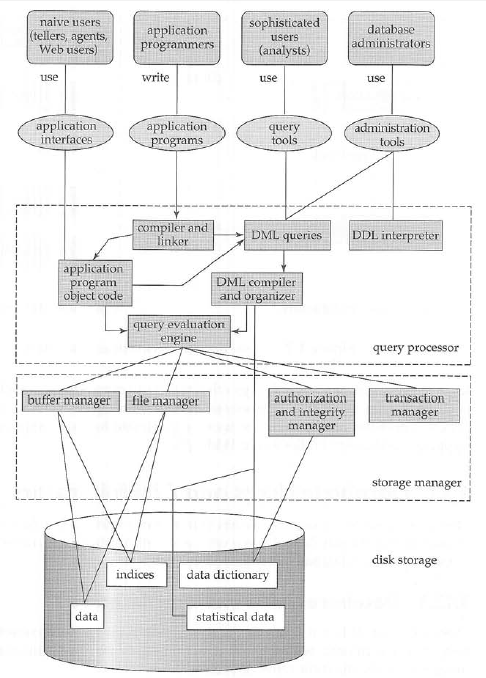 naive users
(tellers, agents,
Web users)
application
programmers
sophisticated
users
(analysts)
database
administrators
use
write
use
use
application
interfaces
application
programs
query
tools
administration
tools
compiler and
linker
DML queries
DDL interpreter
application
program
object code
DML compiler
and organizer
query evaluation
engine
query processor
buffer manager
file manager
authorization
and integrity
manager
transaction
manager
storage manager
disk storage
indices
data dictionary
data
statistical data